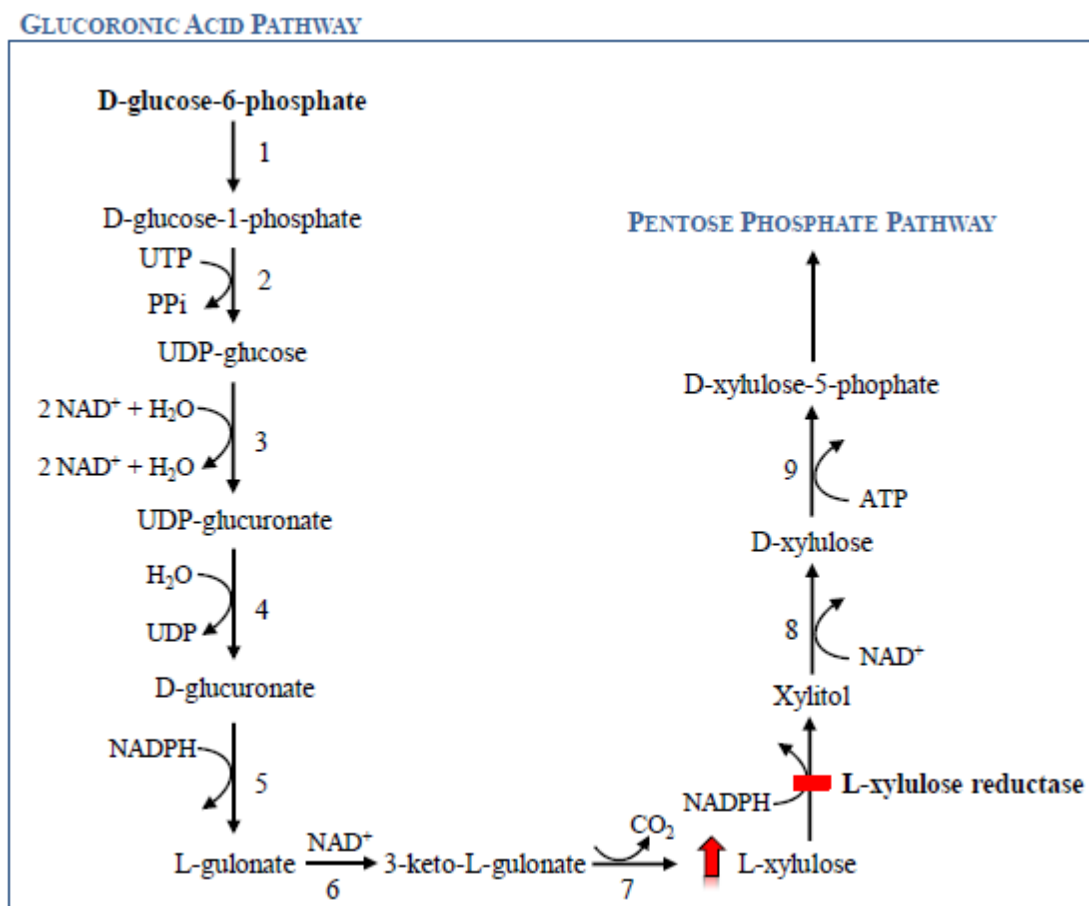 GLUCORONIC ACID PATHWAY
D-glucose-6-phosphate
1
D-glucose-1-phosphate
UTP
2
PPi
UDP-glucose
2 NAD⁺ + H₂O
3
2 NAD⁺ + H₂O
UDP-glucuronate
H₂O
4
UDP
D-glucuronate
NADPH
5
L-gulonate
NAD⁺
6
3-keto-L-gulonate
CO₂
7
L-xylulose
NADPH
L-xylulose reductase
Xylitol
8
NAD⁺
D-xylulose
9
ATP
D-xylulose-5-phophate
PENTOSE PHOSPHATE PATHWAY